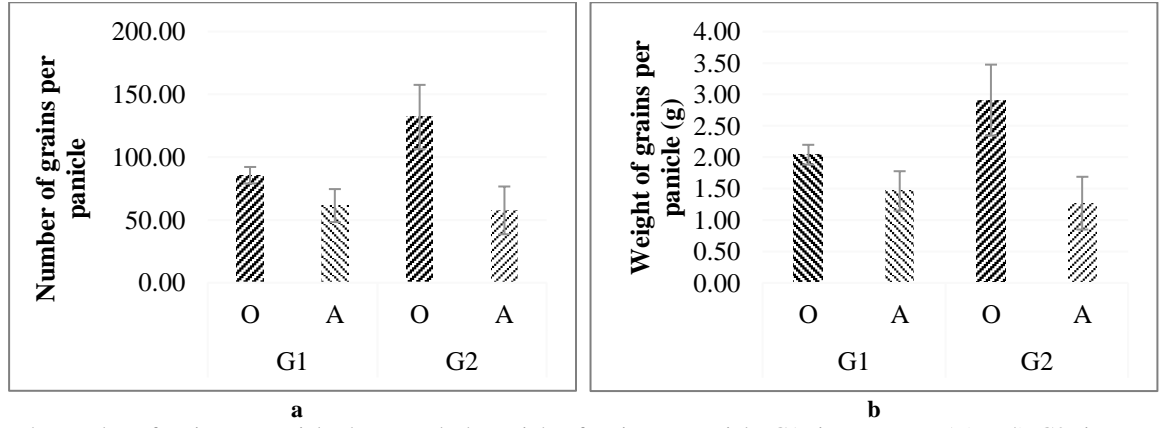 Number of grains per
panicle
200.00
150.00
100.00
50.00
0.00
O A O A
G1 G2
a
Weight of grains per
panicle (g)
4.00
3.50
3.00
2.50
2.00
1.50
1.00
0.50
0.00
O A O A
G1 G2
b